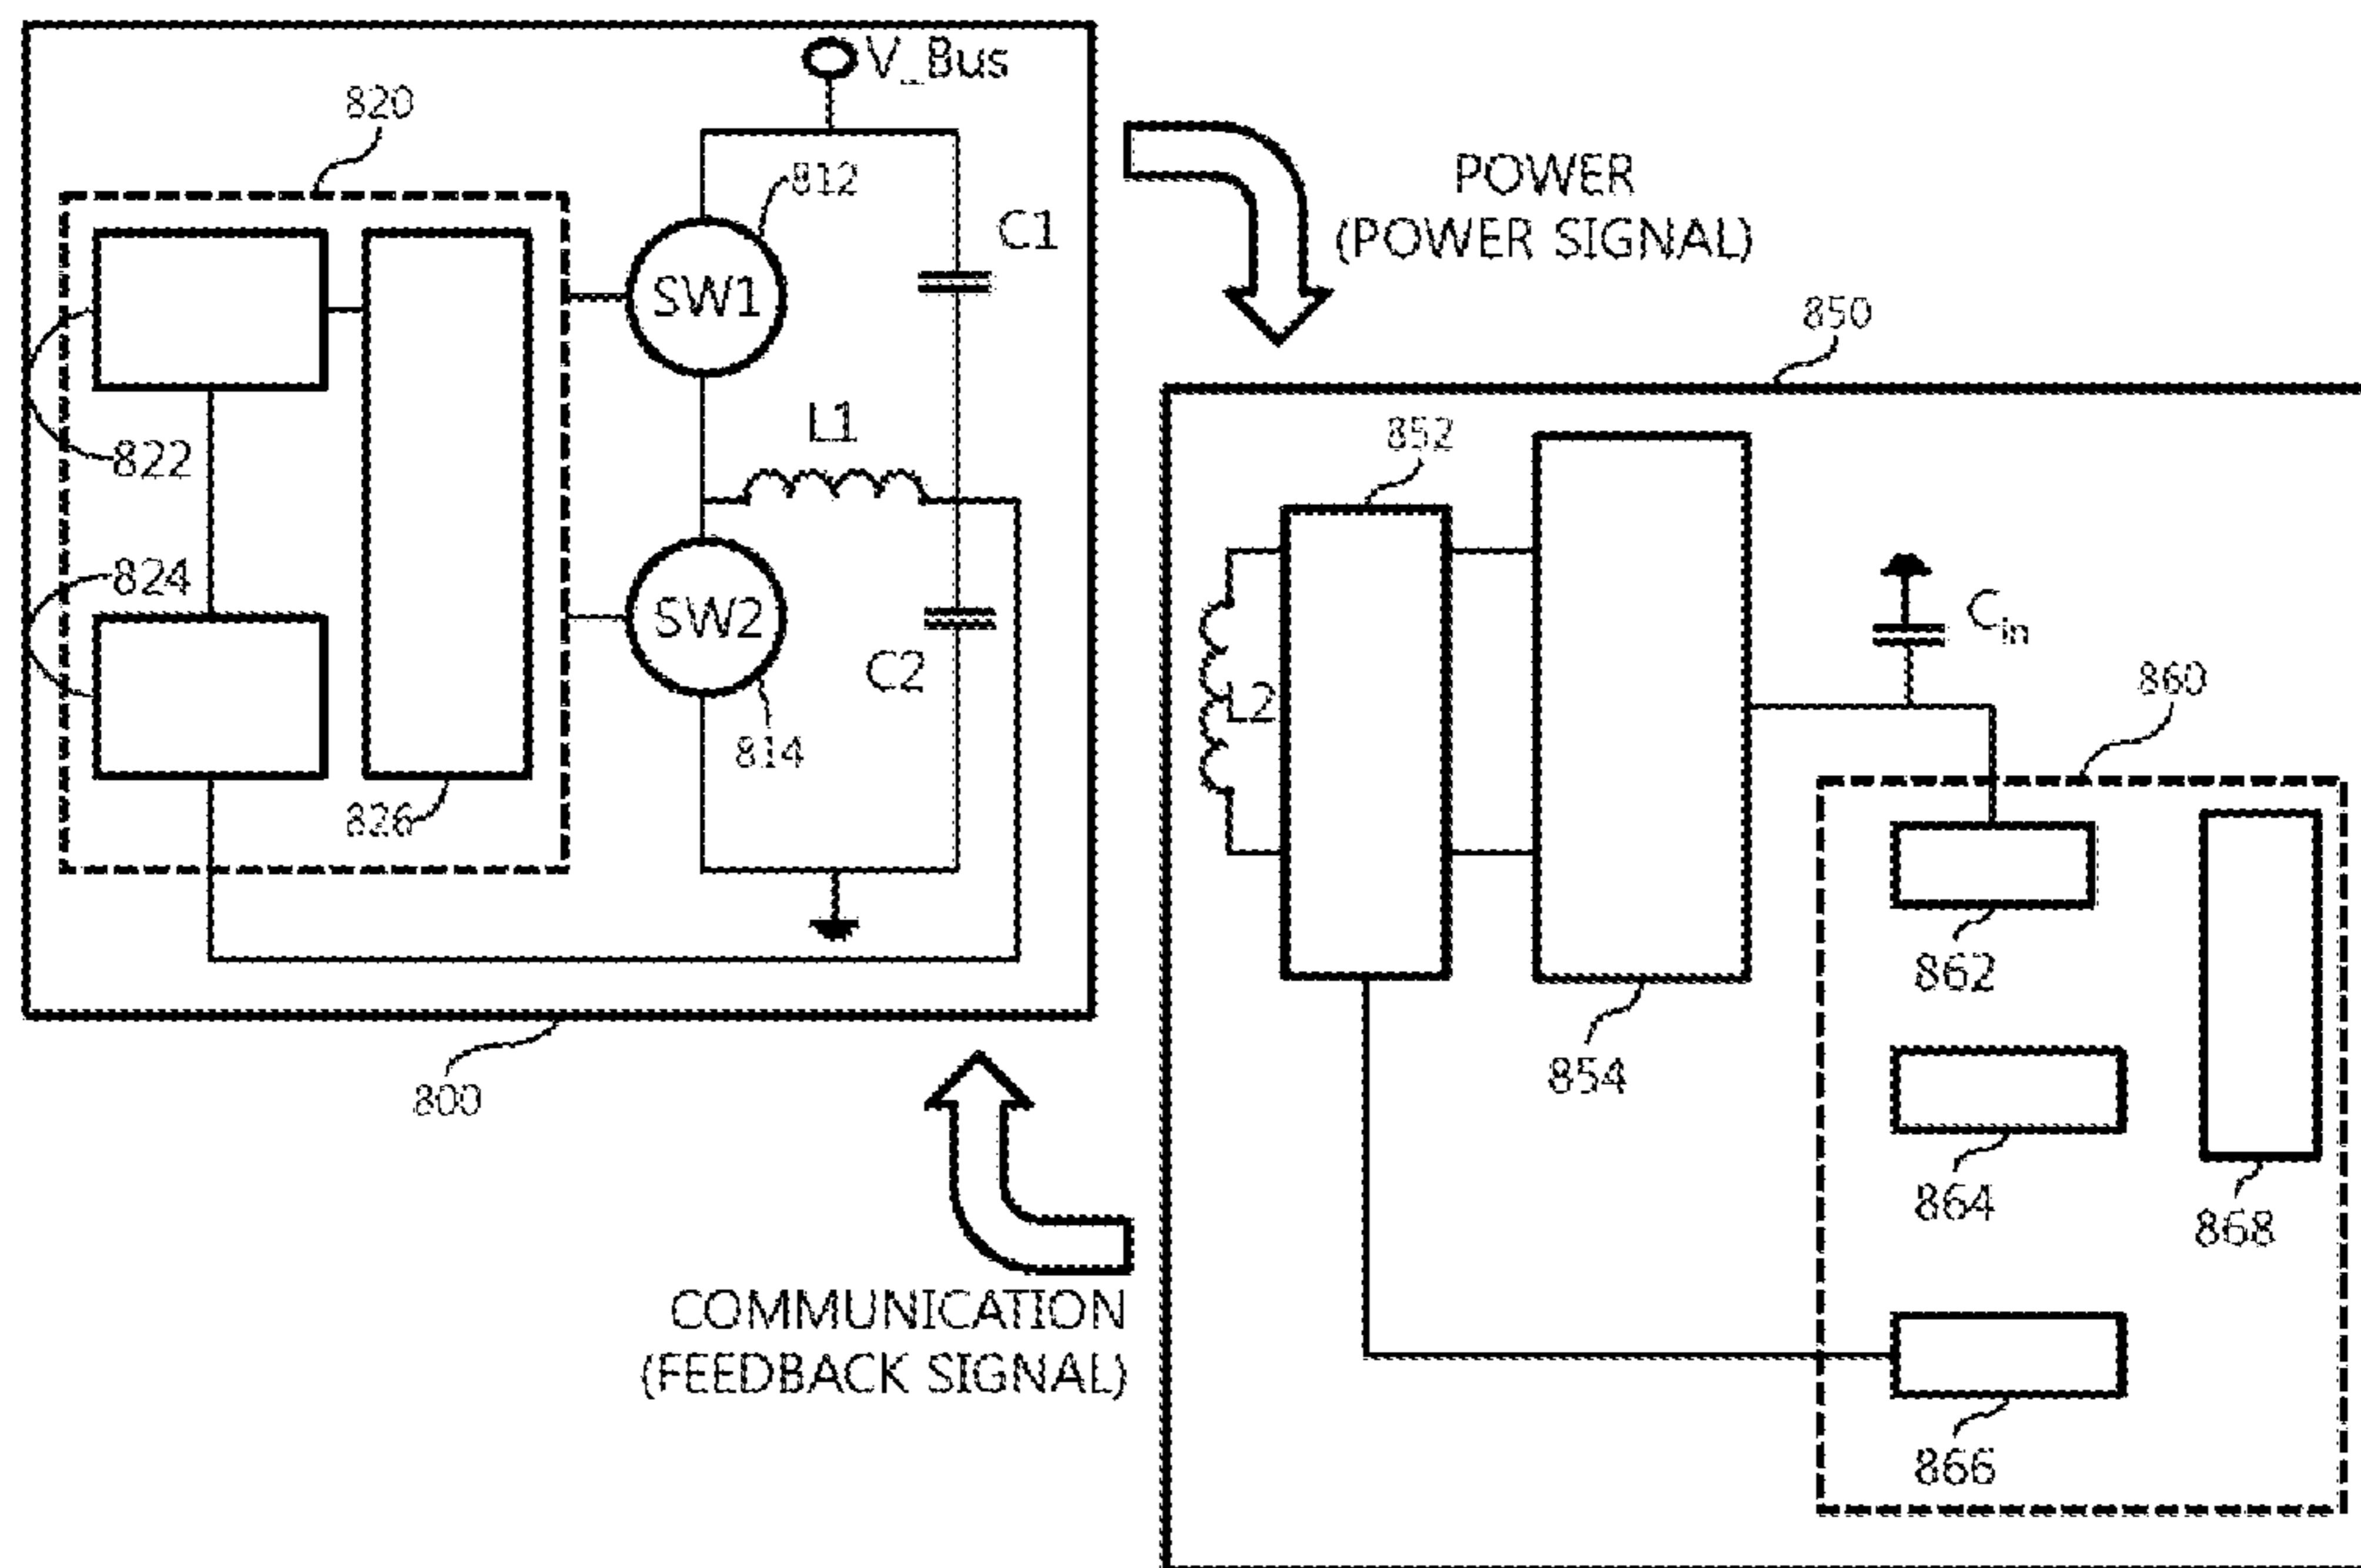 V_Bus
820
812
C1
SW1
POWER
(POWER SIGNAL)
850
L1
852
822
824
SW2
C_in
C2
L2
860
814
826
862
854
800
864
868
COMMUNICATION
(FEEDBACK SIGNAL)
866